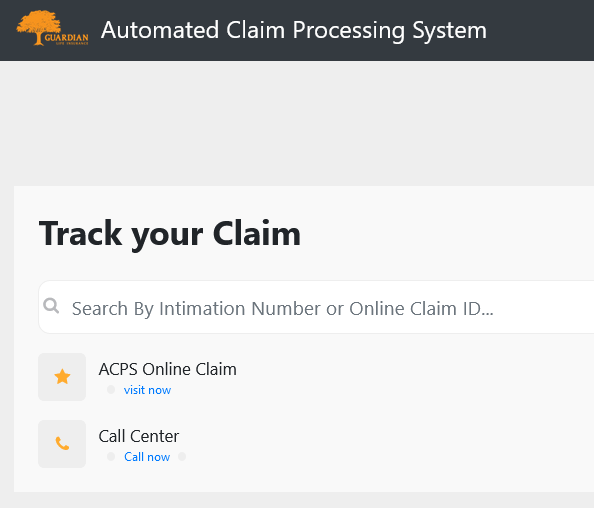 GUARDIAN
LIFE INSURANCE
Automated Claim Processing System
Track your Claim
Search By Intimation Number or Online Claim ID...
ACPS Online Claim
visit now
Call Center
Call now